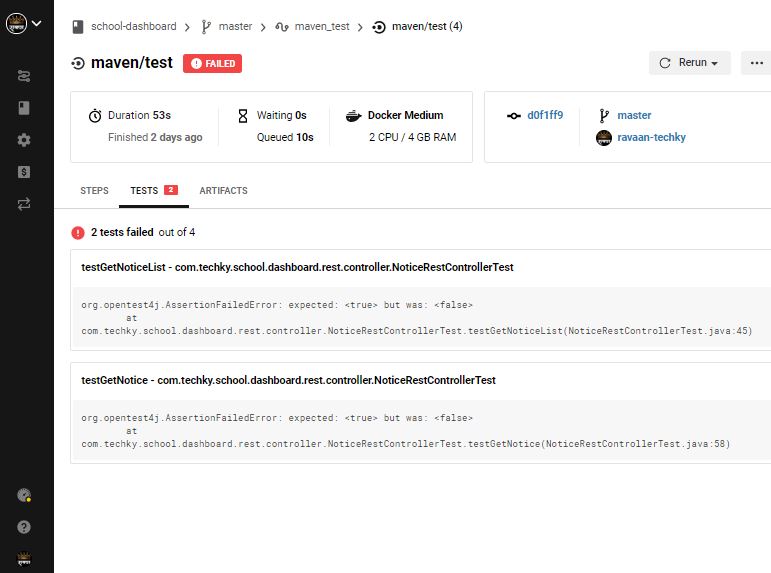 school-dashboard > master > maven_test > maven/test (4)
maven/test FAILED Rerun
Duration 53s Waiting 0s Docker Medium d0f1ff9 master
Finished 2 days ago Queued 10s 2 CPU / 4 GB RAM ravaan-techky
STEPS TESTS 2 ARTIFACTS
2 tests failed out of 4
testGetNoticeList - com.techky.school.dashboard.rest.controller.NoticeRestControllerTest
org.opentest4j.AssertionFailedError: expected: <true> but was: <false>
at
com.techky.school.dashboard.rest.controller.NoticeRestControllerTest.testGetNoticeList(NoticeRestControllerTest.java:45)
testGetNotice - com.techky.school.dashboard.rest.controller.NoticeRestControllerTest
org.opentest4j.AssertionFailedError: expected: <true> but was: <false>
at
com.techky.school.dashboard.rest.controller.NoticeRestControllerTest.testGetNotice(NoticeRestControllerTest.java:58)